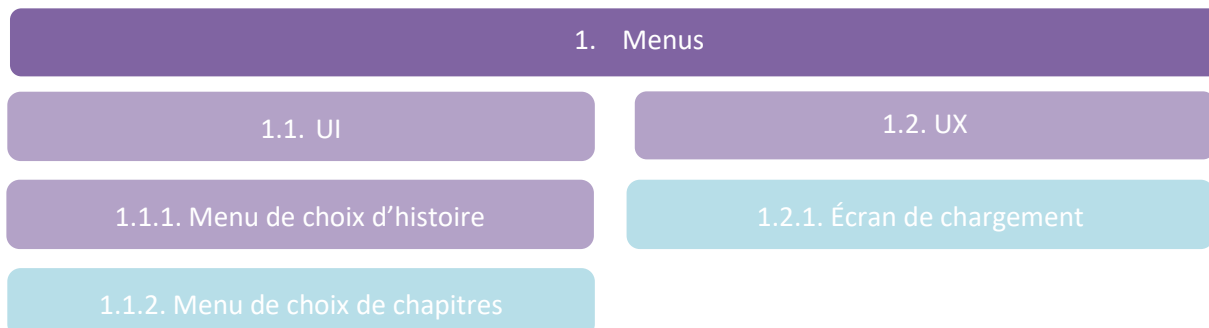 1. Menus
1.1. UI
1.2. UX
1.1.1. Menu de choix d’histoire
1.2.1. Écran de chargement
1.1.2. Menu de choix de chapitres